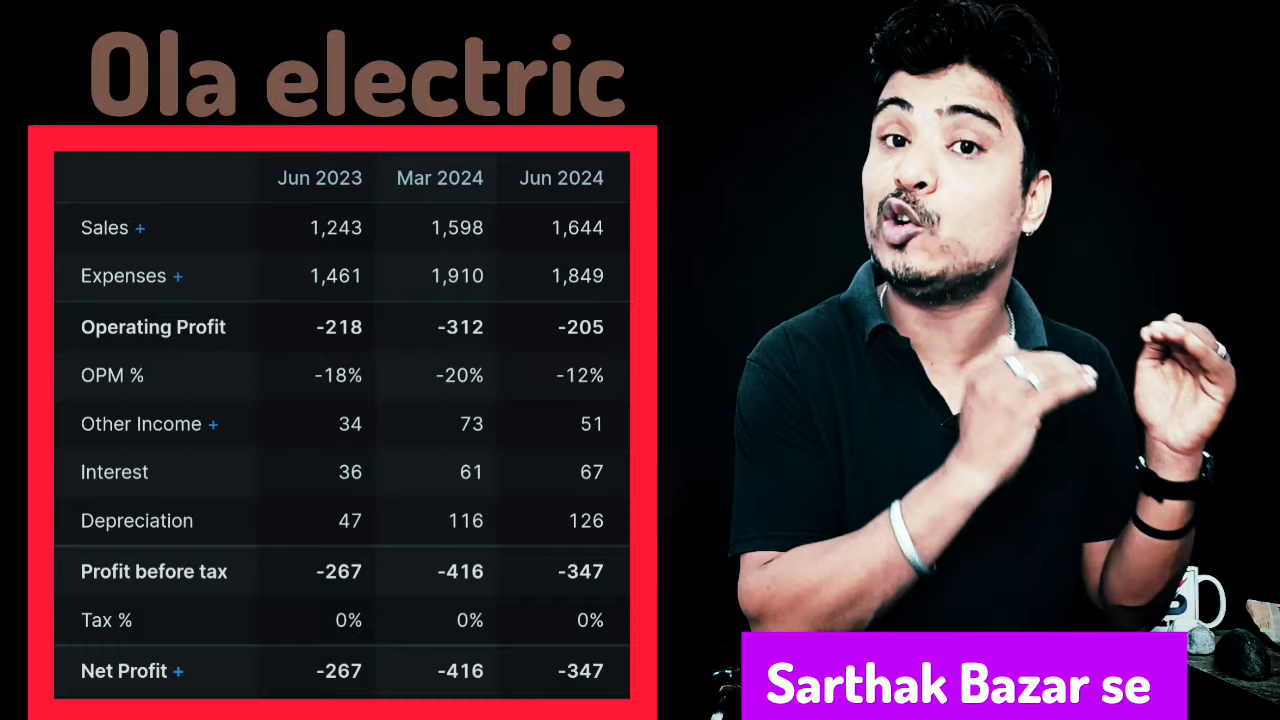 Ola electric
Jun 2023 Mar 2024 Jun 2024
Sales + 1,243 1,598 1,644
Expenses + 1,461 1,910 1,849
Operating Profit -218 -312 -205
OPM % -18% -20% -12%
Other Income + 34 73 51
Interest 36 61 67
Depreciation 47 116 126
Profit before tax -267 -416 -347
Tax % 0% 0% 0%
Net Profit + -267 -416 -347
Sarthak Bazar se